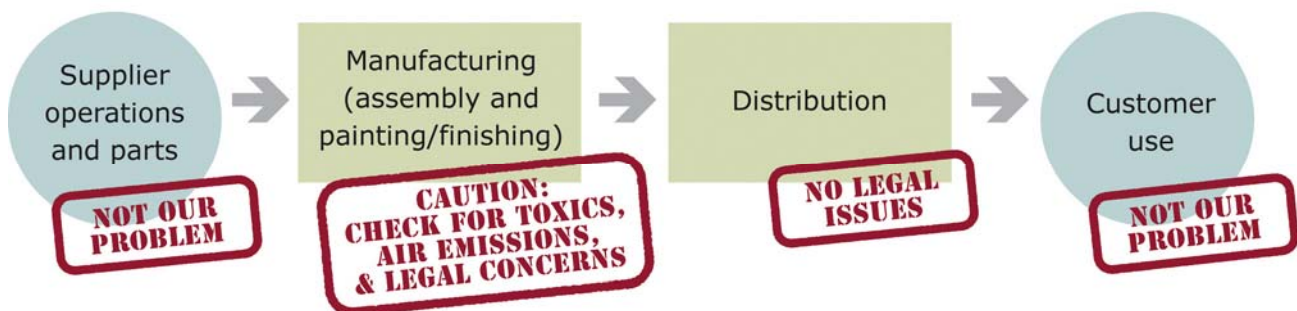 Supplier
operations
and parts
NOT OUR
PROBLEM
Manufacturing
(assembly and
painting/finishing)
CAUTION:
CHECK FOR TOXICS,
AIR EMISSIONS,
& LEGAL CONCERNS
Distribution
NO LEGAL
ISSUES
Customer
use
NOT OUR
PROBLEM